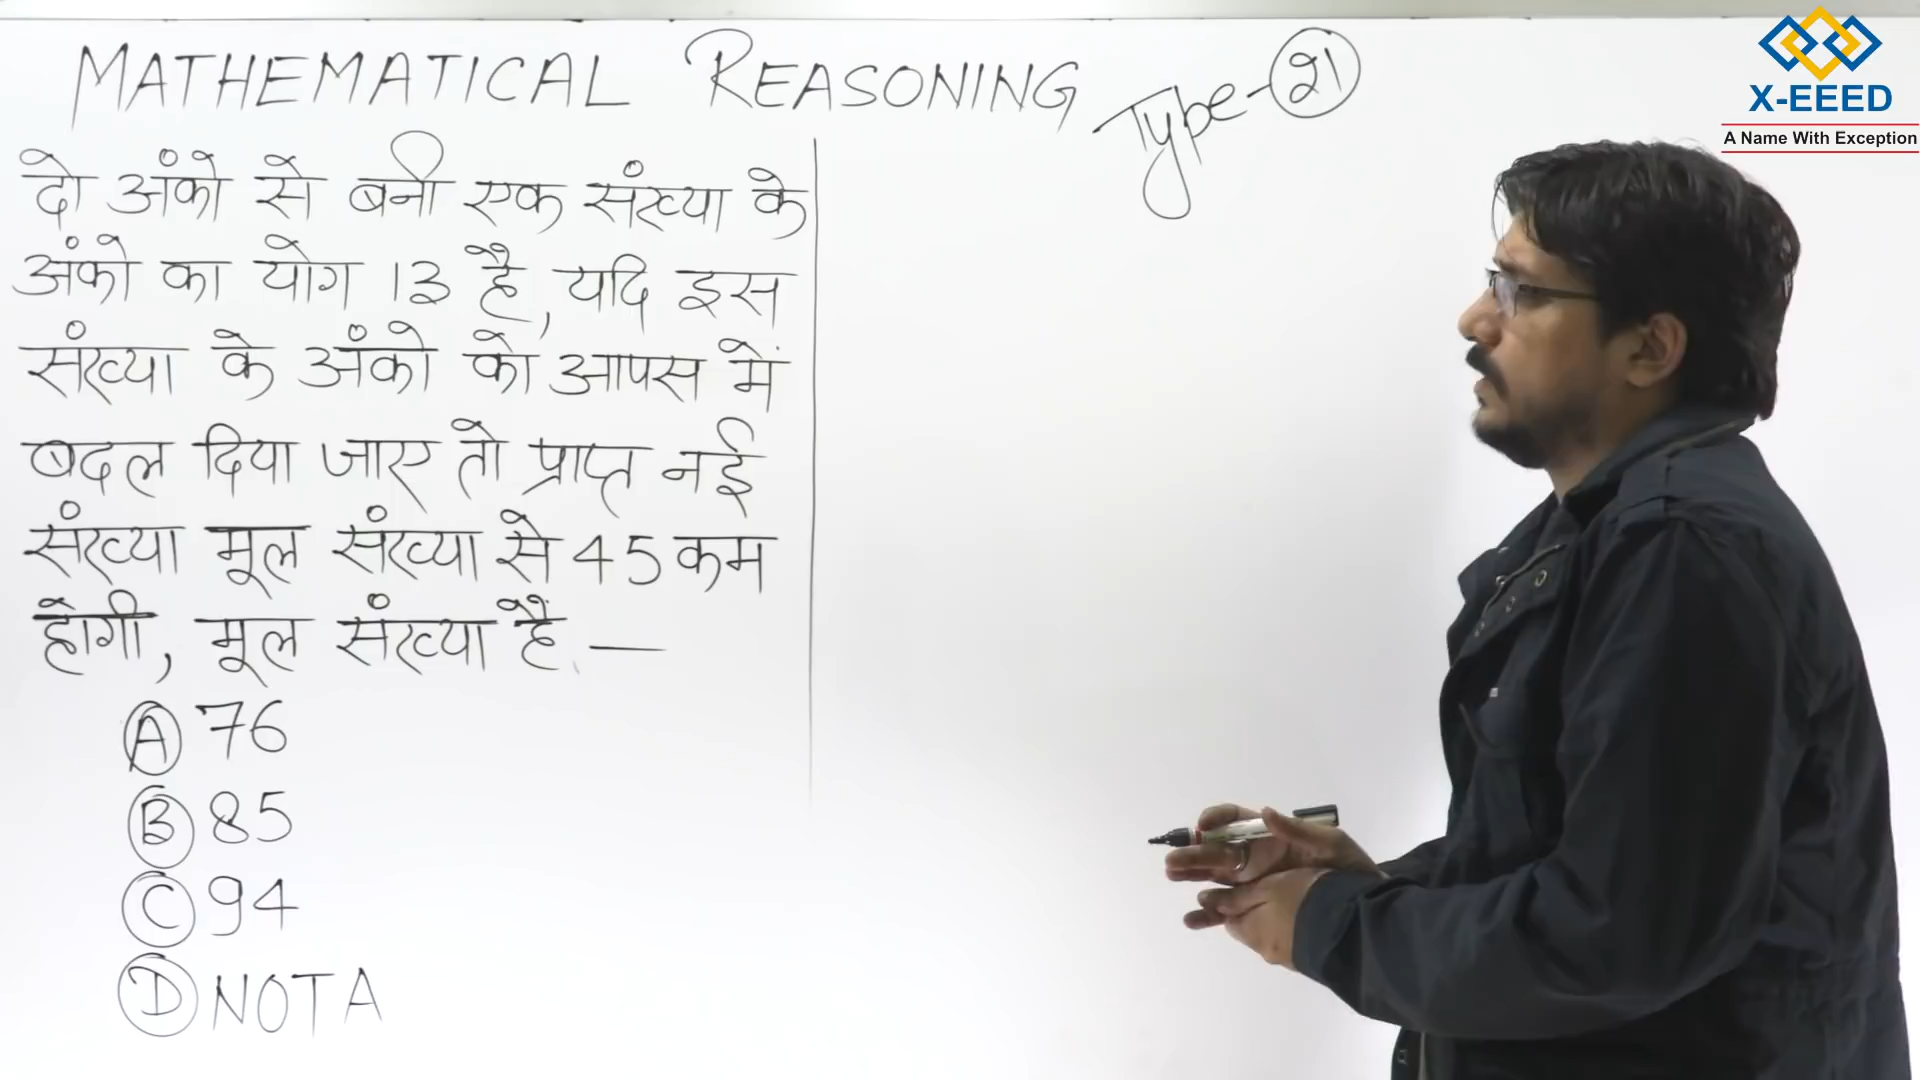 MATHEMATICAL REASONING
Type-21
X-EEED
A Name With Exception
दो अंको से बनी एक संख्या के
अंको का योग 13 है, यदि इस
संख्या के अंको को आपस में
बदल दिया जाए तो प्राप्त नई
संख्या मूल संख्या से 45 कम
होगी, मूल संख्या है —
A 76
B 85
C 94
D NOTA